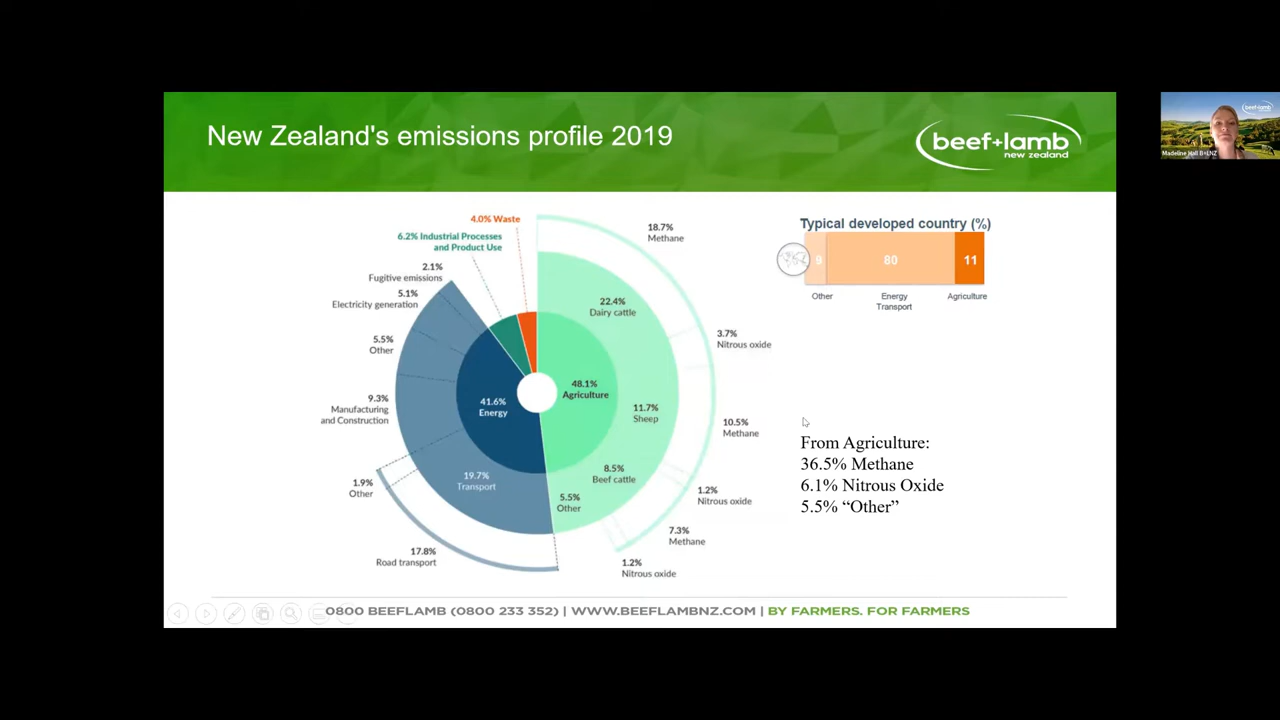 New Zealand's emissions profile 2019
beef+lamb
new zealand
beef+lamb
Madeline Hall B+LNZ
4.0% Waste
6.2% Industrial Processes
and Product Use
2.1%
Fugitive emissions
5.1%
Electricity generation
5.5%
Other
9.3%
Manufacturing
and Construction
1.9%
Other
17.8%
Road transport
41.6%
Energy
19.7%
Transport
48.1%
Agriculture
22.4%
Dairy cattle
11.7%
Sheep
8.5%
Beef cattle
5.5%
Other
18.7%
Methane
3.7%
Nitrous oxide
10.5%
Methane
1.2%
Nitrous oxide
7.3%
Methane
1.2%
Nitrous oxide
Typical developed country (%)
9 80 11
Other Energy Agriculture
Transport
From Agriculture:
36.5% Methane
6.1% Nitrous Oxide
5.5% “Other”
0800 BEEFLAMB (0800 233 352) | WWW.BEEFLAMBNZ.COM | BY FARMERS. FOR FARMERS